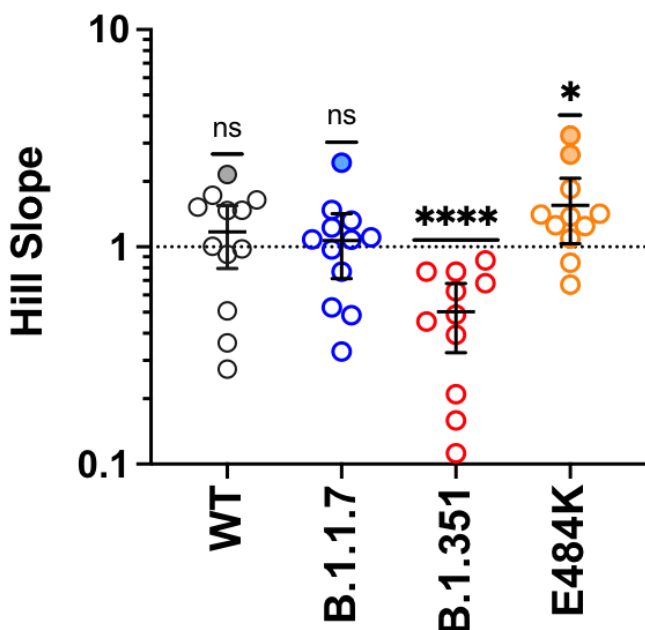 10
1
0.1
Hill Slope
ns
ns
****
*
WT
B.1.1.7
B.1.351
E484K